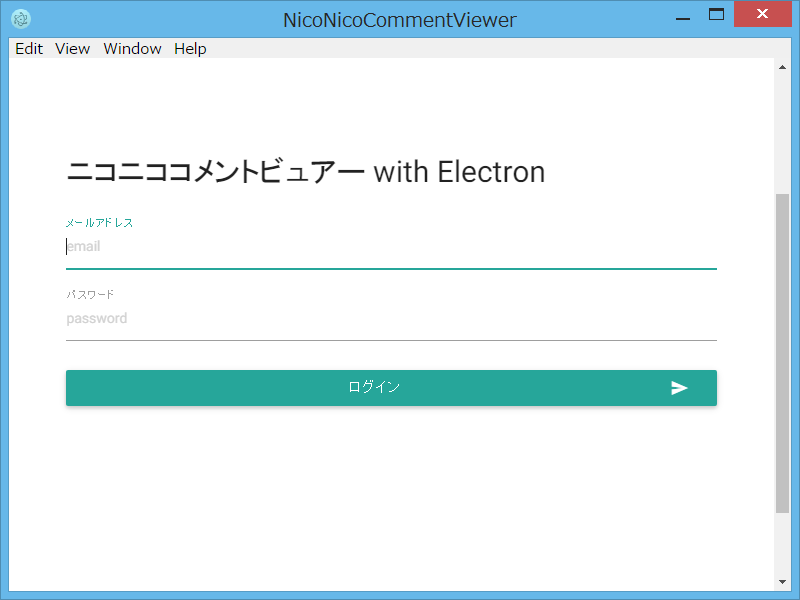 NicoNicoCommentViewer
Edit View Window Help
ニコニココメントビュアー with Electron
メールアドレス
email
パスワード
password
ログイン